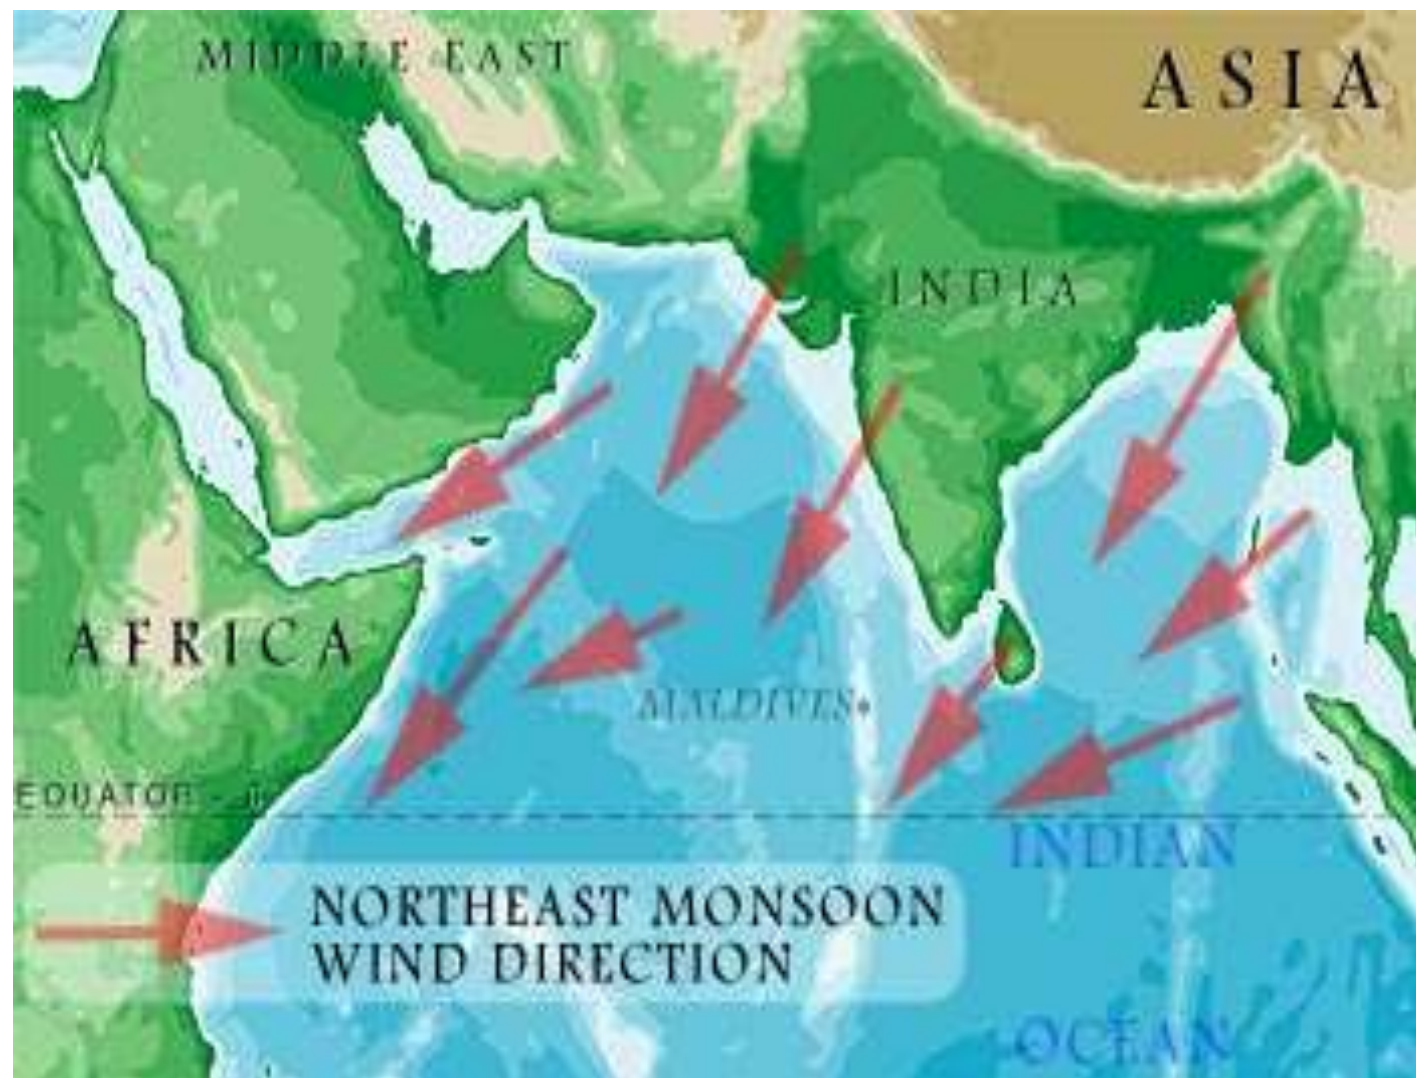 MIDDLE EAST
ASIA
INDIA
AFRICA
MALDIVES
EQUATOR
INDIAN
NORTHEAST MONSOON
WIND DIRECTION
OCEAN